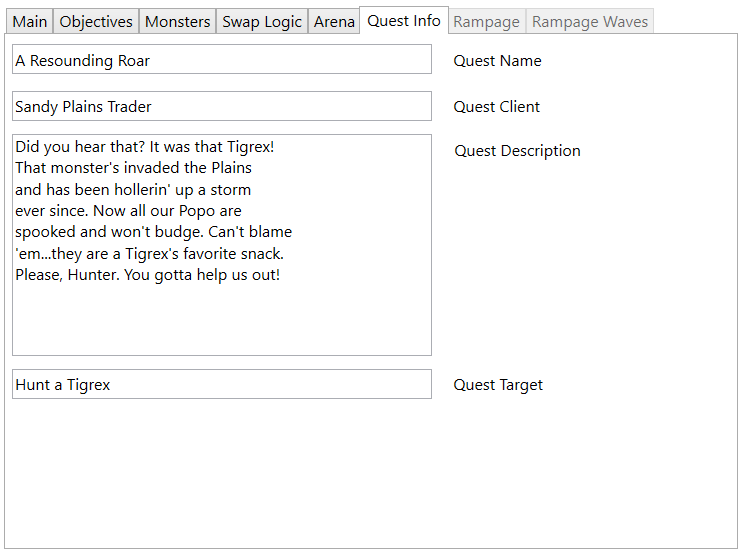 Main Objectives Monsters Swap Logic Arena Quest Info Rampage Rampage Waves
A Resounding Roar Quest Name
Sandy Plains Trader Quest Client
Did you hear that? It was that Tigrex! Quest Description
That monster's invaded the Plains
and has been hollerin' up a storm
ever since. Now all our Popo are
spooked and won't budge. Can't blame
'em...they are a Tigrex's favorite snack.
Please, Hunter. You gotta help us out!
Hunt a Tigrex Quest Target